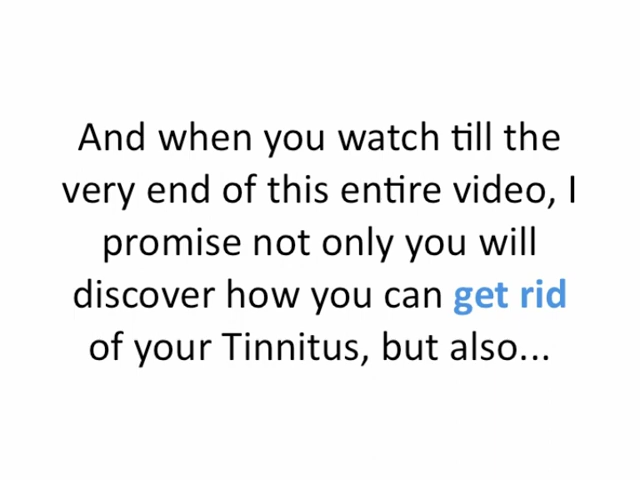 And when you watch till the
very end of this entire video, I
promise not only you will
discover how you can get rid
of your Tinnitus, but also...